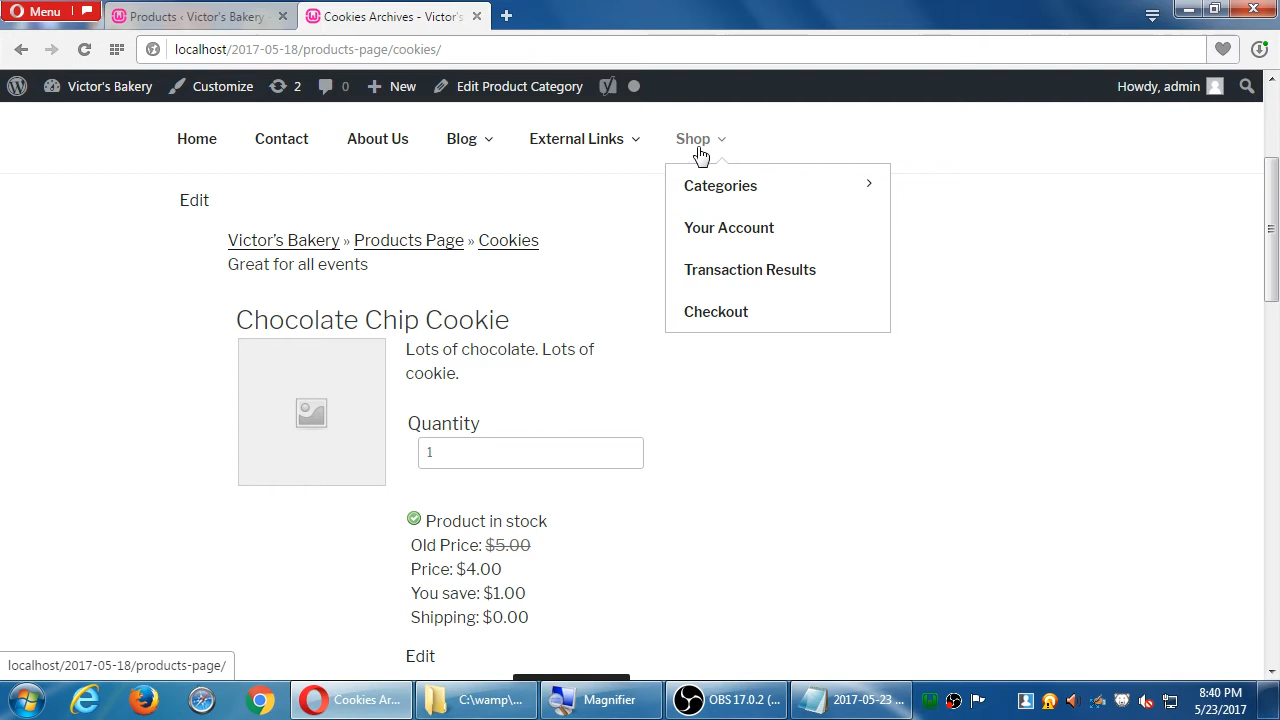 Menu
Products ‹ Victor's Bakery
Cookies Archives - Victor's
localhost/2017-05-18/products-page/cookies/
Victor's Bakery
Customize
2
0
New
Edit Product Category
Howdy, admin
Home
Contact
About Us
Blog
External Links
Shop
Categories
Your Account
Transaction Results
Checkout
Edit
Victor's Bakery » Products Page » Cookies
Great for all events
Chocolate Chip Cookie
Lots of chocolate. Lots of
cookie.
Quantity
1
Product in stock
Old Price: $5.00
Price: $4.00
You save: $1.00
Shipping: $0.00
Edit
localhost/2017-05-18/products-page/
Cookies Ar...
C:\wamp\...
Magnifier
OBS 17.0.2 (...
2017-05-23 ...
8:40 PM
5/23/2017